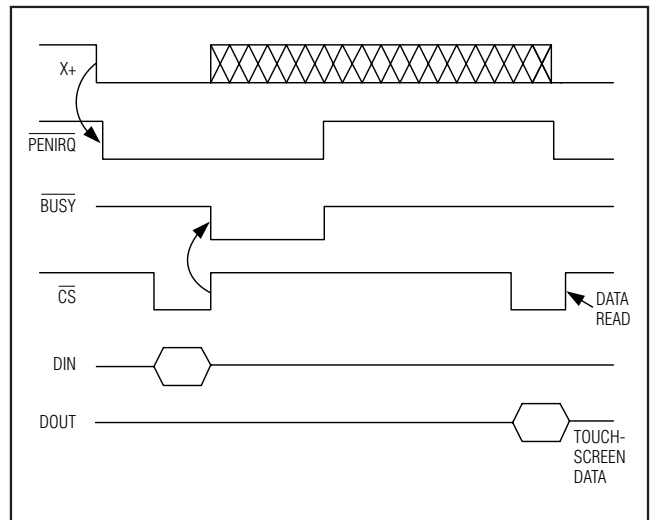 X+
PENIRQ
BUSY
CS
DATA
READ
DIN
DOUT
TOUCH-
SCREEN
DATA